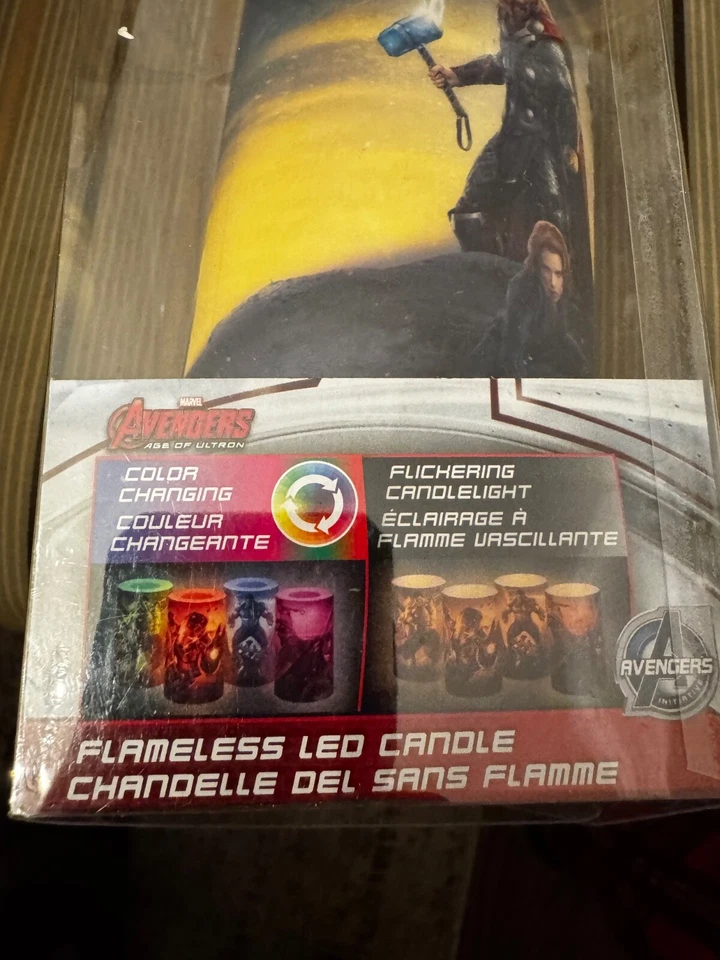 MARVEL
AVENGERS
AGE OF ULTRON
COLOR
CHANGING
COULEUR
CHANGEANTE
FLICKERING
CANDLELIGHT
ÉCLAIRAGE À
FLAMME VASCILLANTE
AVENGERS
INITIATIVE
FLAMELESS LED CANDLE
CHANDELLE DEL SANS FLAMME